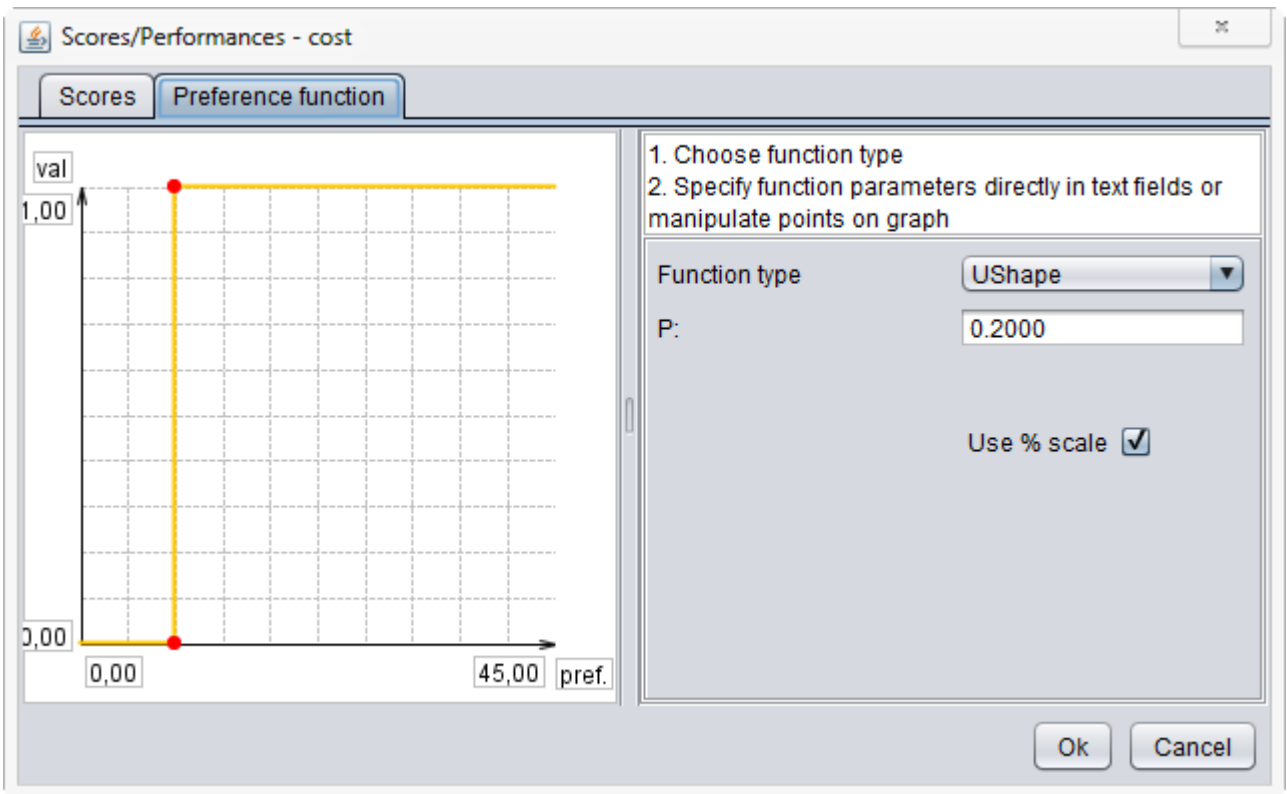 Scores/Performances - cost
Scores
Preference function
val
1,00
0,00
0,00
45,00
pref.
1. Choose function type
2. Specify function parameters directly in text fields or
manipulate points on graph
Function type
UShape
P:
0.2000
Use % scale
Ok
Cancel